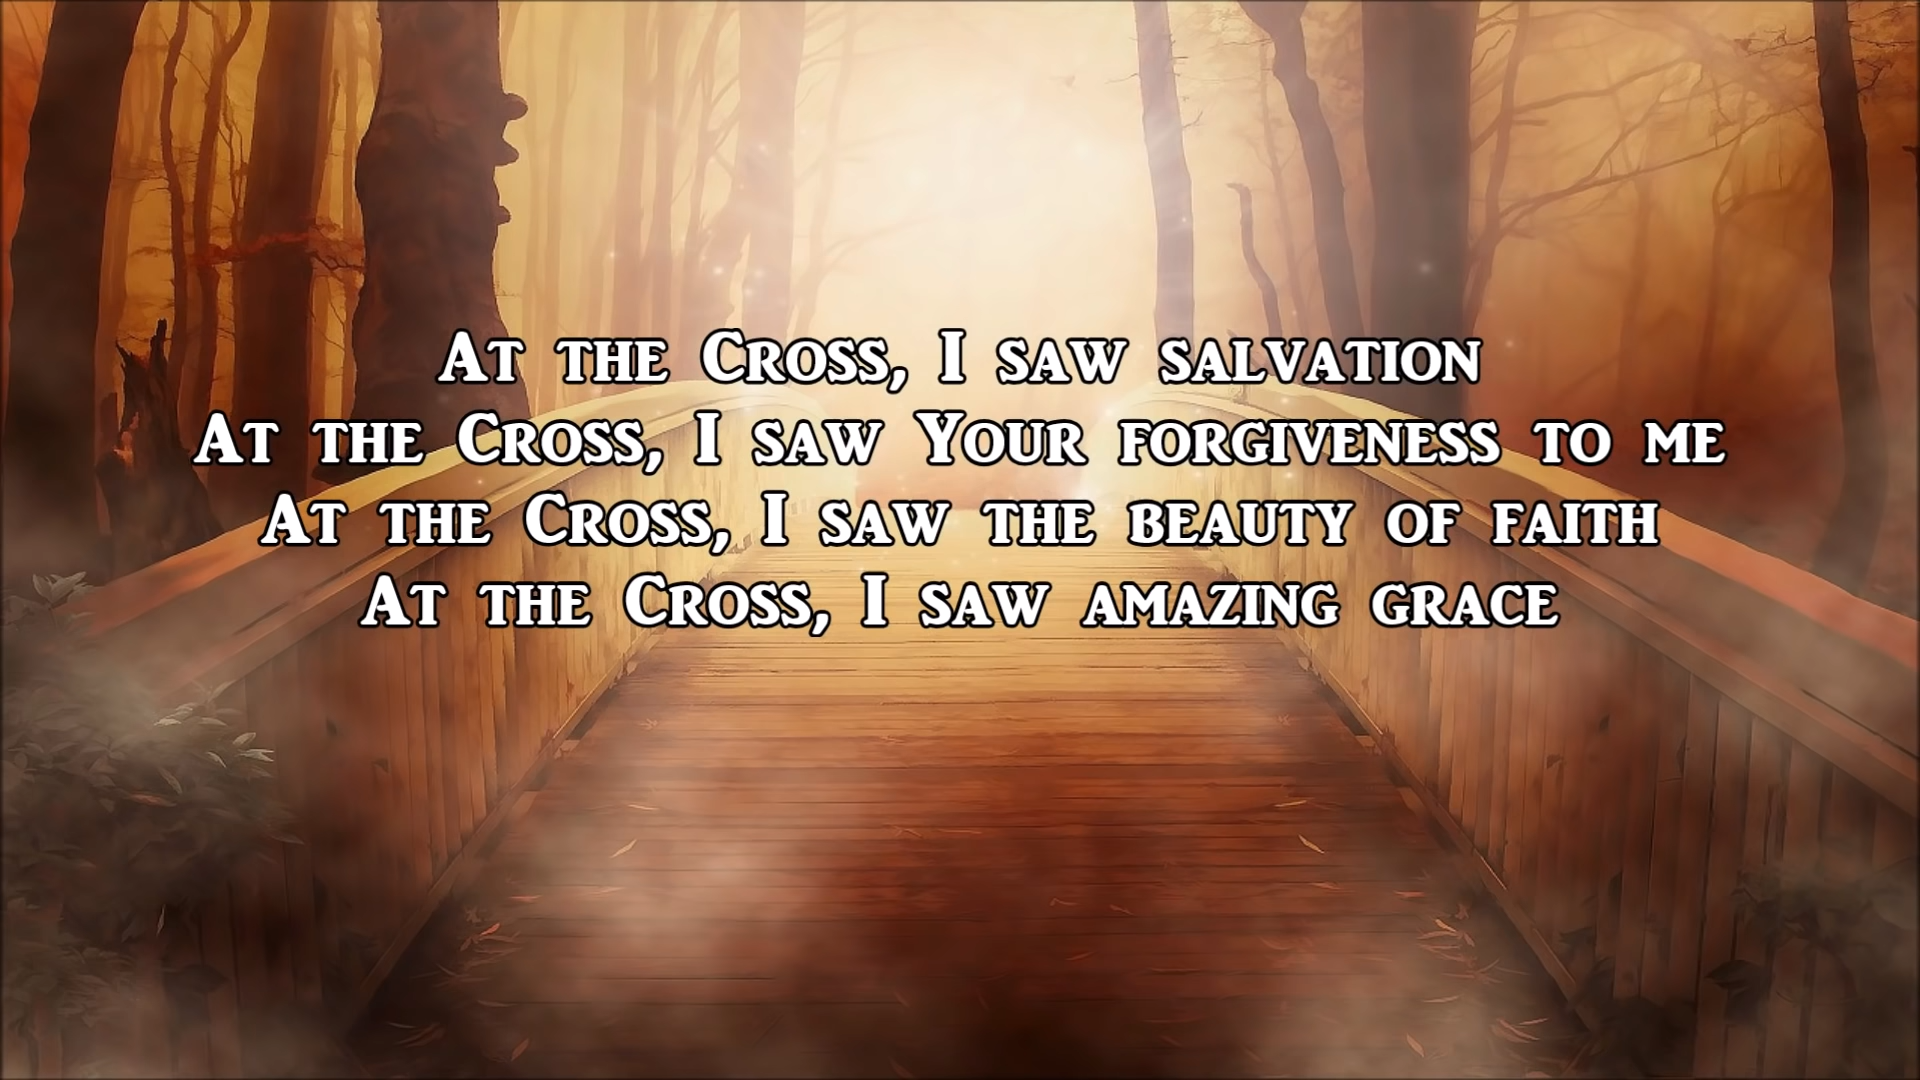 At the Cross, I saw salvation
At the Cross, I saw Your forgiveness to me
At the Cross, I saw the beauty of faith
At the Cross, I saw amazing grace